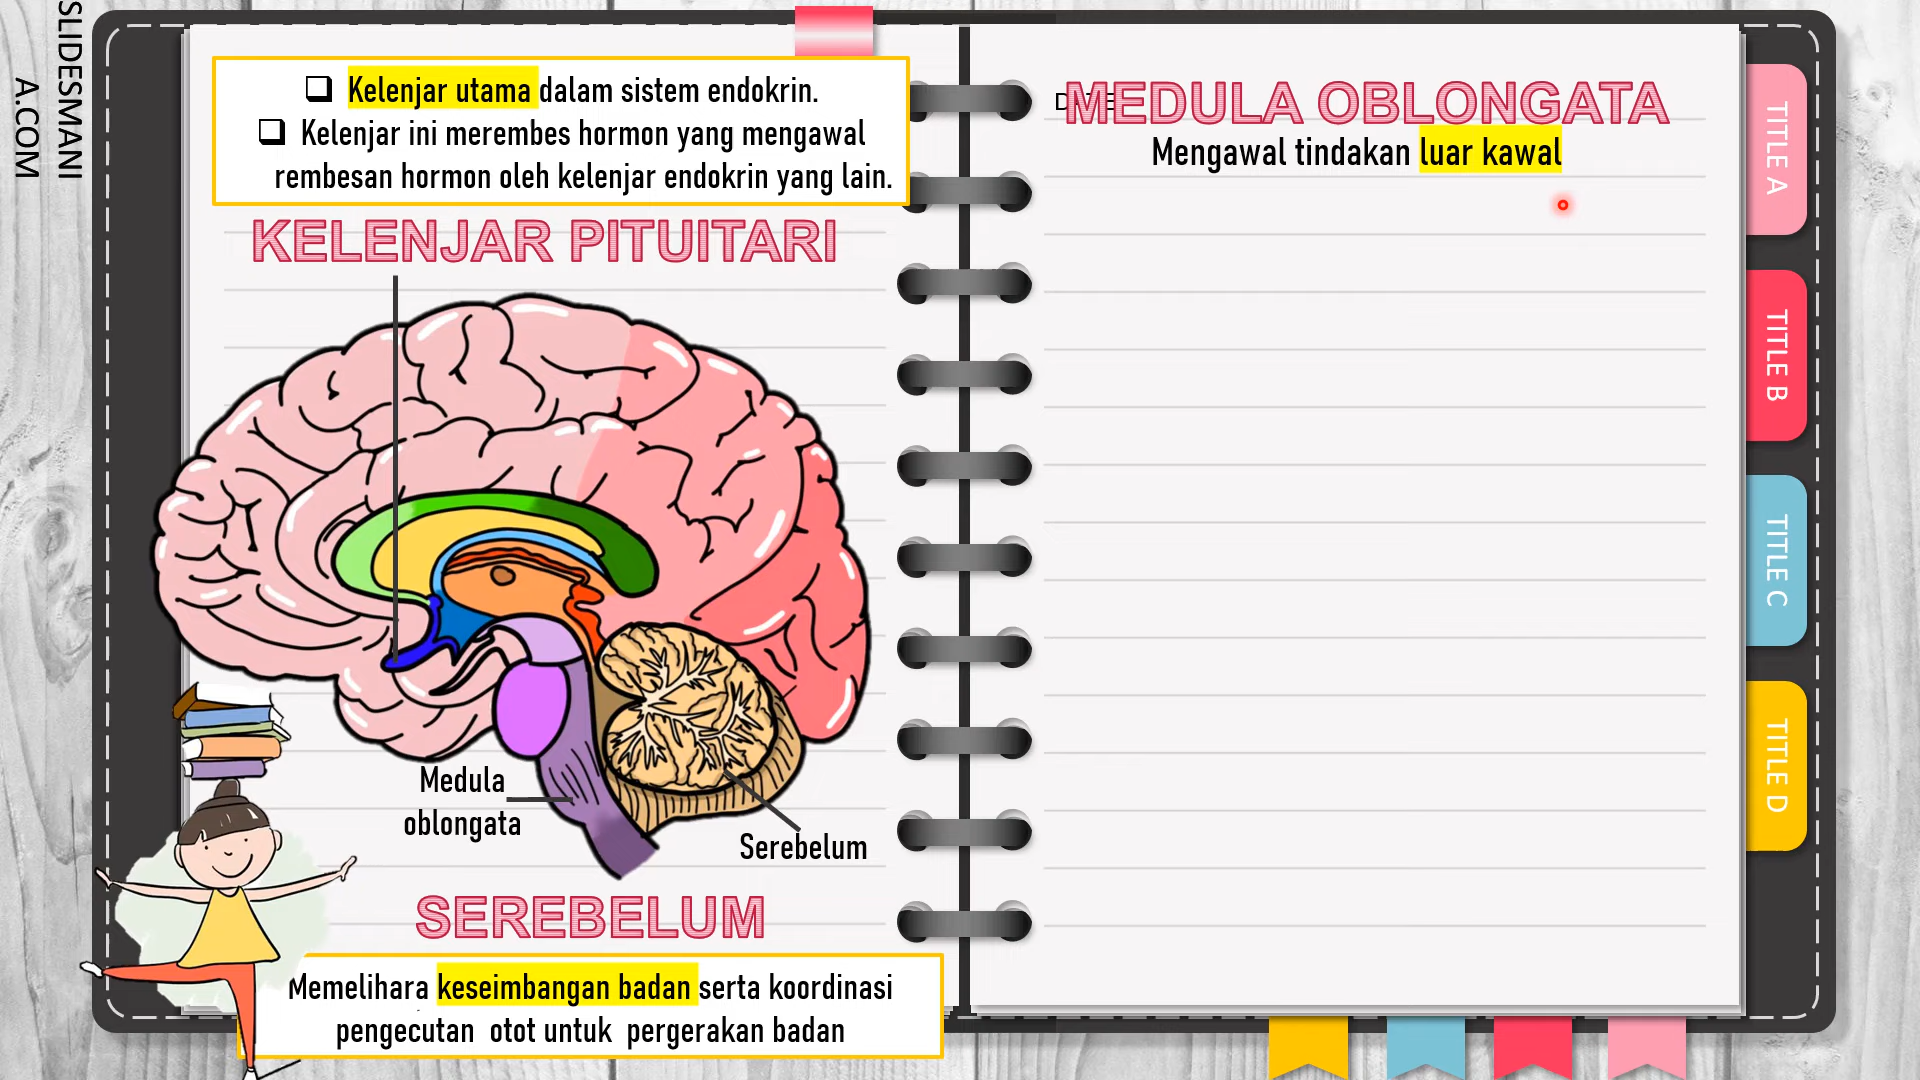 SLIDESMANI
A.COM
❑ Kelenjar utama dalam sistem endokrin.
❑ Kelenjar ini merembes hormon yang mengawal
rembesan hormon oleh kelenjar endokrin yang lain.
KELENJAR PITUITARI
Medula
oblongata
Serebelum
SEREBELUM
Memelihara keseimbangan badan serta koordinasi
pengecutan otot untuk pergerakan badan
MEDULA OBLONGATA
Mengawal tindakan luar kawal
TITLE A
TITLE B
TITLE C
TITLE D